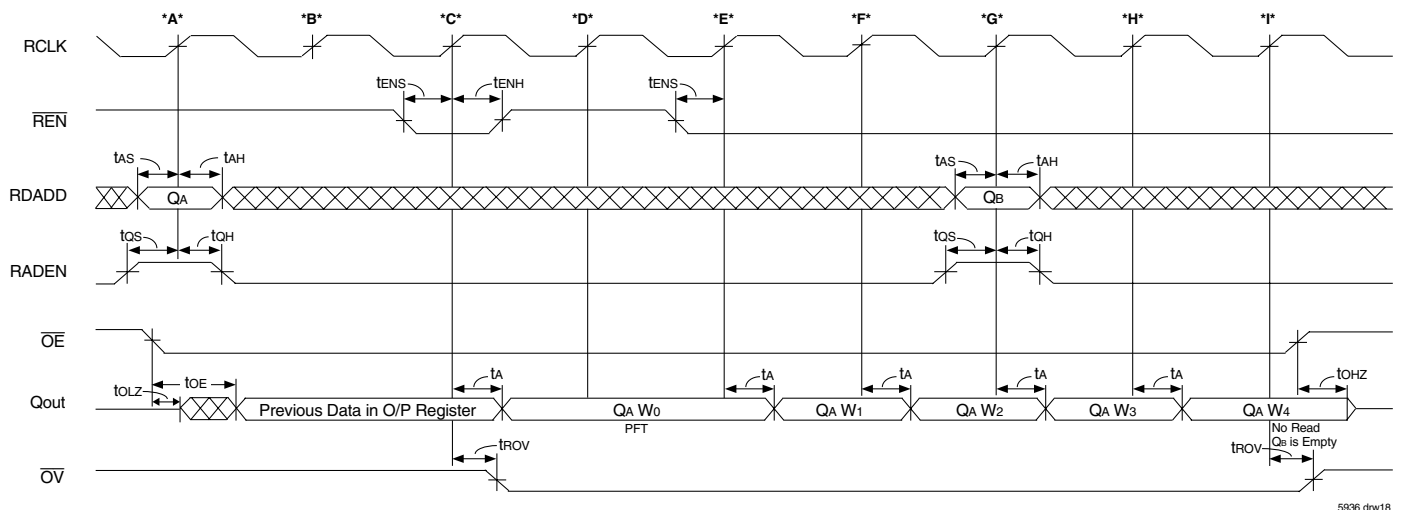 *A* *B* *C* *D* *E* *F* *G* *H* *I*
RCLK
tENS tENH tENS
REN
tAS tAH tAS tAH
RDADD QA QB
tQS tQH tQS tQH
RADEN
OE
tOLZ tOE tA tA tA tA tA tOHZ
Qout Previous Data in O/P Register QA W0 QA W1 QA W2 QA W3 QA W4
PFT No Read
QB is Empty
tROV tROV
OV
5936 drw18